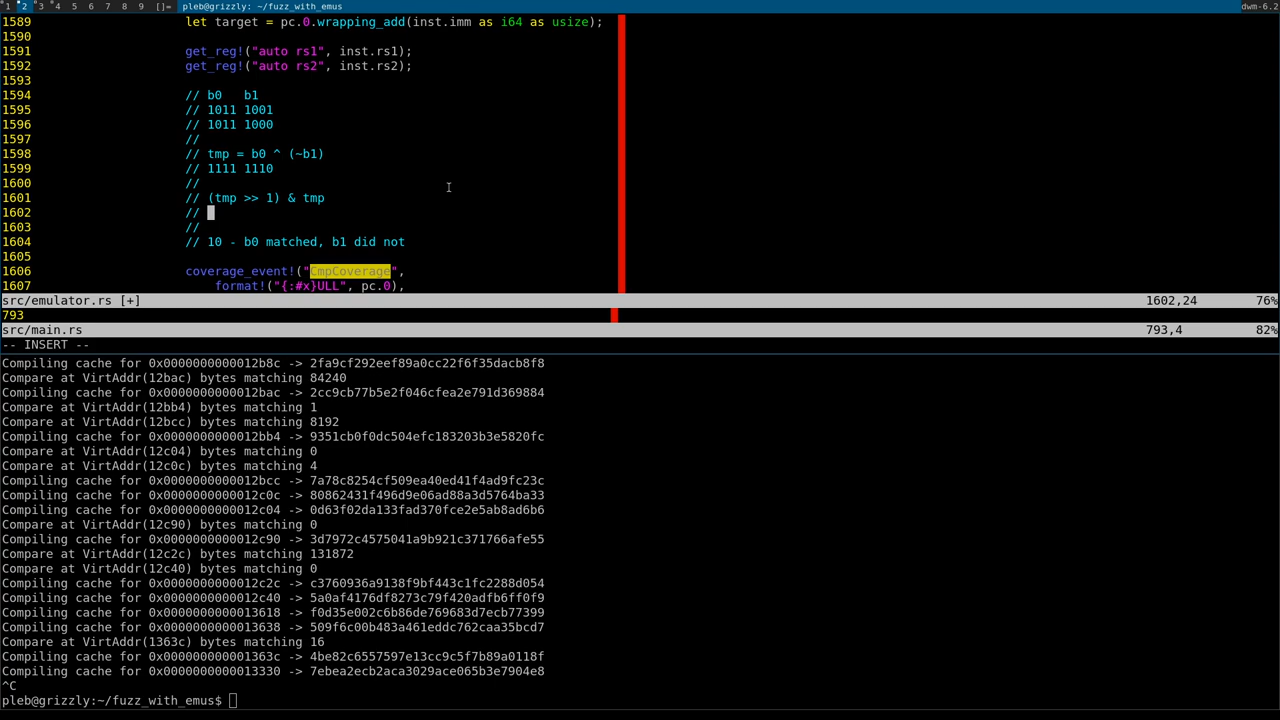 1 2 3 4 5 6 7 8 9 []= pleb@grizzly: ~/fuzz_with_emus dwm-6.2
1589 let target = pc.0.wrapping_add(inst.imm as i64 as usize);
1590
1591 get_reg!("auto rs1", inst.rs1);
1592 get_reg!("auto rs2", inst.rs2);
1593
1594 // b0   b1
1595 // 1011 1001
1596 // 1011 1000
1597 //
1598 // tmp = b0 ^ (~b1)
1599 // 1111 1110
1600 //
1601 // (tmp >> 1) & tmp
1602 //
1603 //
1604 // 10 - b0 matched, b1 did not
1605
1606 coverage_event!("CmpCoverage",
1607 format!("{:#x}ULL", pc.0),
src/emulator.rs [+] 1602,24 76%
793
src/main.rs 793,4 82%
-- INSERT --
Compiling cache for 0x0000000000012b8c -> 2fa9cf292eef89a0cc22f6f35dacb8f8
Compare at VirtAddr(12bac) bytes matching 84240
Compiling cache for 0x0000000000012bac -> 2cc9cb77b5e2f046cfea2e791d369884
Compare at VirtAddr(12bb4) bytes matching 1
Compare at VirtAddr(12bcc) bytes matching 8192
Compiling cache for 0x0000000000012bb4 -> 9351cb0f0dc504efc183203b3e5820fc
Compare at VirtAddr(12c04) bytes matching 0
Compare at VirtAddr(12c0c) bytes matching 4
Compiling cache for 0x0000000000012bcc -> 7a78c8254cf509ea40ed41f4ad9fc23c
Compiling cache for 0x0000000000012c0c -> 80862431f496d9e06ad88a3d5764ba33
Compiling cache for 0x0000000000012c04 -> 0d63f02da133fad370fce2e5ab8ad6b6
Compare at VirtAddr(12c90) bytes matching 0
Compiling cache for 0x0000000000012c90 -> 3d7972c4575041a9b921c371766afe55
Compare at VirtAddr(12c2c) bytes matching 131872
Compare at VirtAddr(12c40) bytes matching 0
Compiling cache for 0x0000000000012c2c -> c3760936a9138f9bf443c1fc2288d054
Compiling cache for 0x0000000000012c40 -> 5a0af4176df8273c79f420adfb6ff0f9
Compiling cache for 0x0000000000013618 -> f0d35e002c6b86de769683d7ecb77399
Compiling cache for 0x0000000000013638 -> 509f6c00b483a461eddc762caa35bcd7
Compare at VirtAddr(1363c) bytes matching 16
Compiling cache for 0x000000000001363c -> 4be82c6557597e13cc9c5f7b89a0118f
Compiling cache for 0x0000000000013330 -> 7ebea2ecb2aca3029ace065b3e7904e8
^C
pleb@grizzly:~/fuzz_with_emus$